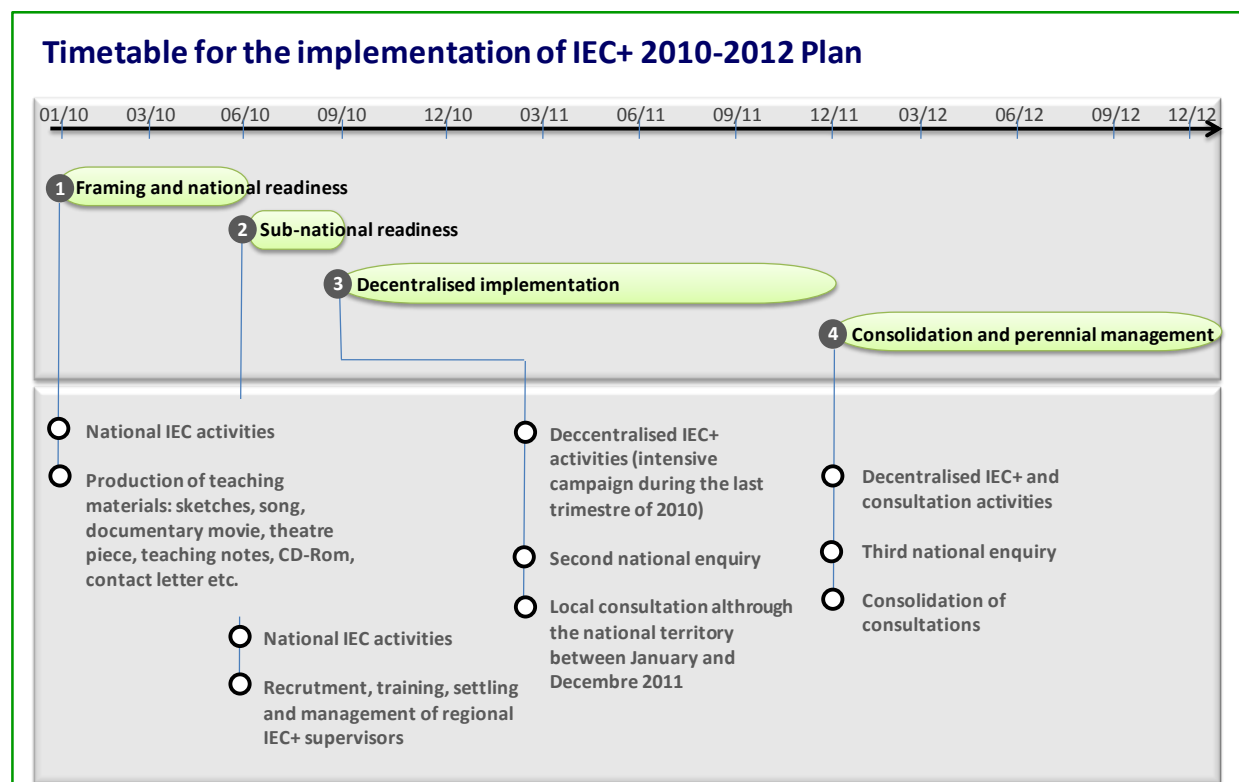 Timetable for the implementation of IEC+ 2010-2012 Plan
01/10 03/10 06/10 09/10 12/10 03/11 06/11 09/11 12/11 03/12 06/12 09/12 12/12
1 Framing and national readiness
2 Sub-national readiness
3 Decentralised implementation
4 Consolidation and perennial management
National IEC activities
Production of teaching
materials: sketches, song,
documentary movie, theatre
piece, teaching notes, CD-Rom,
contact letter etc.
National IEC activities
Recrutment, training, settling
and management of regional
IEC+ supervisors
Deccentralised IEC+
activities (intensive
campaign during the last
trimestre of 2010)
Second national enquiry
Local consultation althrough
the national territory
between January and
Decembre 2011
Decentralised IEC+ and
consultation activities
Third national enquiry
Consolidation of
consultations